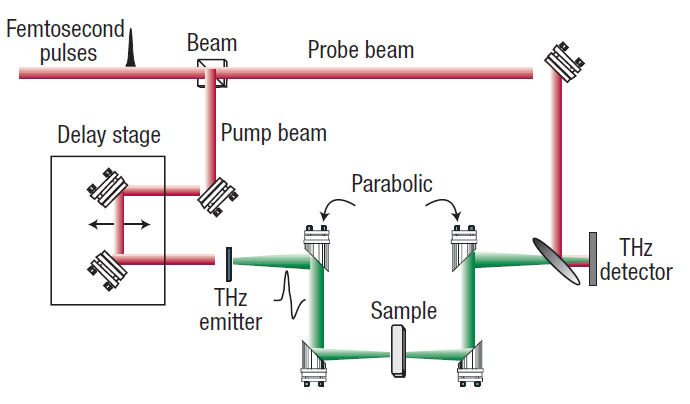 Femtosecond
pulses
Beam
Probe beam
Delay stage
Pump beam
Parabolic
THz
detector
THz
emitter
Sample